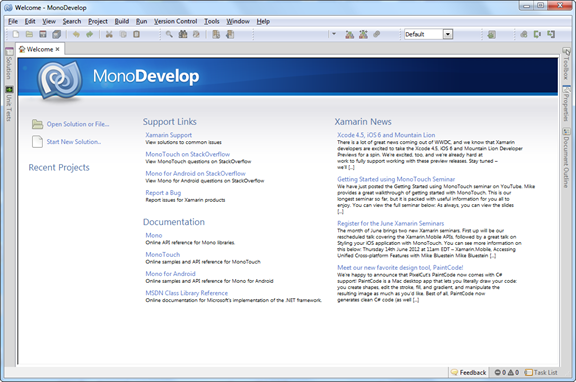 Welcome - MonoDevelop
File Edit View Search Project Build Run Version Control Tools Window Help
Default
Welcome
Solution
Unit Tests
Toolbox
Properties
Document Outline
MonoDevelop
Open Solution or File...
Start New Solution...
Recent Projects
Support Links
Xamarin Support
View solutions to common issues
MonoTouch on StackOverflow
View MonoTouch questions on StackOverflow
Mono for Android on StackOverflow
View Mono for Android questions on StackOverflow
Report a Bug
Report issues for Xamarin products
Documentation
Mono
Online API reference for Mono libraries
MonoTouch
Online samples and API reference for MonoTouch
Mono for Android
Online samples and API reference for Mono for Android
MSDN Class Library Reference
Online documentation for Microsoft's implementation of the .NET framework.
Xamarin News
Xcode 4.5, iOS 6 and Mountain Lion
There is a lot of great news coming out of WWDC, and we know that Xamarin
developers are excited to take the Xcode 4.5, iOS 6 and Mountain Lion Developer
Previews for a spin. We're excited, too, and we're already hard at
work to fully support working with these preview releases. Stay tuned –
we'll [...]
Getting Started using MonoTouch Seminar
We have just posted the Getting Started using MonoTouch seminar on YouTube. Mike
provides a great walkthrough of getting started with MonoTouch. This is our
longest seminar so far, but it is packed with useful information for you all to
enjoy. You can view the full seminar below: As always, you can view the slides
[...]
Register for the June Xamarin Seminars
The month of June brings two new Xamarin seminars. First up will be our
rescheduled talk covering the Xamarin.Mobile APIs, followed by a great talk on
Styling your iOS application with MonoTouch. You can see more information on
this below: Thursday 14th June 2012 at 11am EDT – Xamarin.Mobile, Accessing
Unified Cross-platform Features with Mike Bluestein Mike Bluestein [...]
Meet our new favorite design tool, PaintCode!
We're happy to announce that PixelCut's PaintCode now comes with C#
support! PaintCode is a Mac desktop app that lets you literally draw your code:
you create shapes, edit the stroke, fill, and gradient, and manipulate the
resulting image as much as you'd like. Best of all, PaintCode now
generates clean C# code (as well [...]
Feedback 0 0 Task List